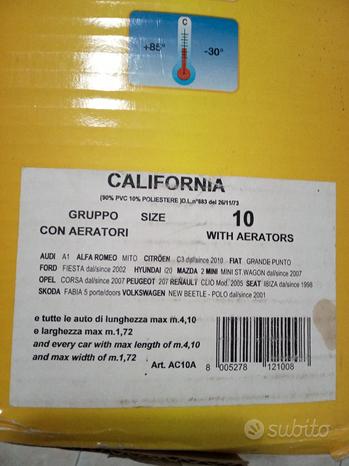 C
+85° -30°
CALIFORNIA
(90% PVC 10% POLIESTERE )D.L.n°883 del 26/11/73
GRUPPO SIZE 10
CON AERATORI WITH AERATORS
AUDI A1 ALFA ROMEO MITO CITRÖEN C3 dal/since 2010 FIAT GRANDE PUNTO
FORD FIESTA dal/since 2002 HYUNDAI i20 MAZDA 2 MINI MINI ST.WAGON dal/since 2007
OPEL CORSA dal/since 2007 PEUGEOT 207 RENAULT CLIO Mod. 2005 SEAT IBIZA dal/since 1998
SKODA FABIA 5 porte/doors VOLKSWAGEN NEW BEETLE - POLO dal/since 2001
e tutte le auto di lunghezza max m.4,10
e larghezza max m.1,72
and every car with max length of m.4,10
and max width of m.1,72
Art. AC10A
8 005278 121008
subito